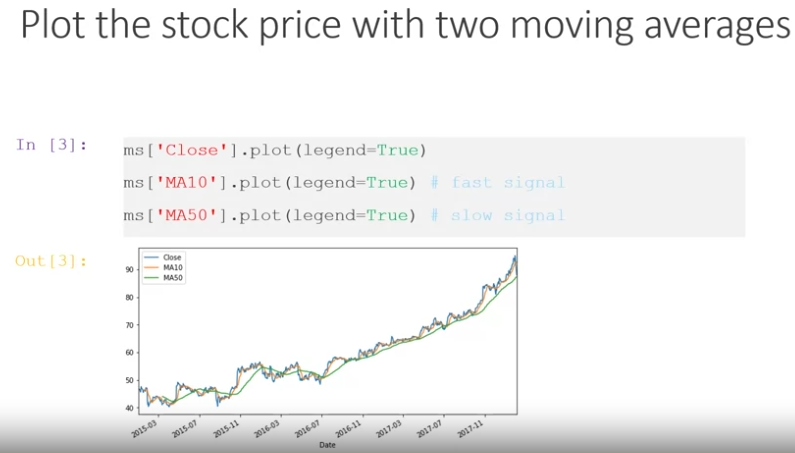 Plot the stock price with two moving averages
In [3]:
ms['Close'].plot(legend=True)
ms['MA10'].plot(legend=True) # fast signal
ms['MA50'].plot(legend=True) # slow signal
Out[3]:
Close
MA10
MA50
90
80
70
60
50
40
2015-03
2015-07
2015-11
2016-03
2016-07
2016-11
2017-03
2017-07
2017-11
Date